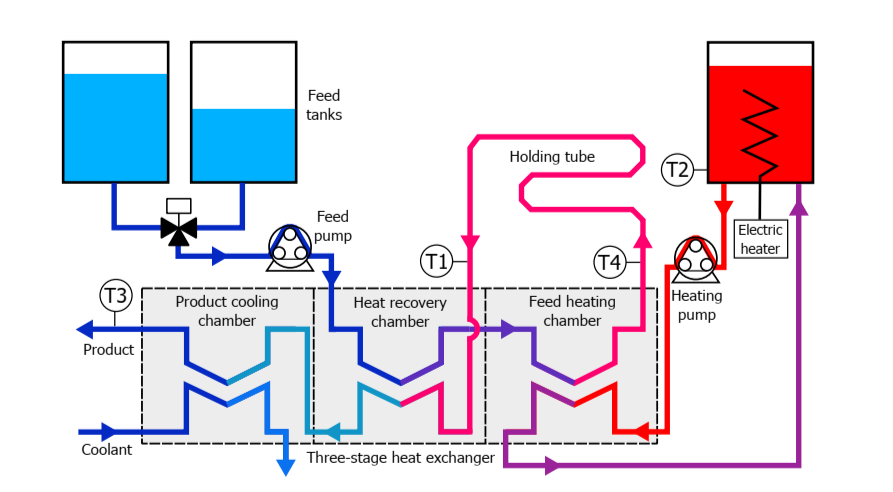 Feed
tanks
Holding tube
T2
Feed
pump
Electric
heater
T1
T4
T3
Product cooling
chamber
Heat recovery
chamber
Feed heating
chamber
Heating
pump
Product
Coolant
Three-stage heat exchanger